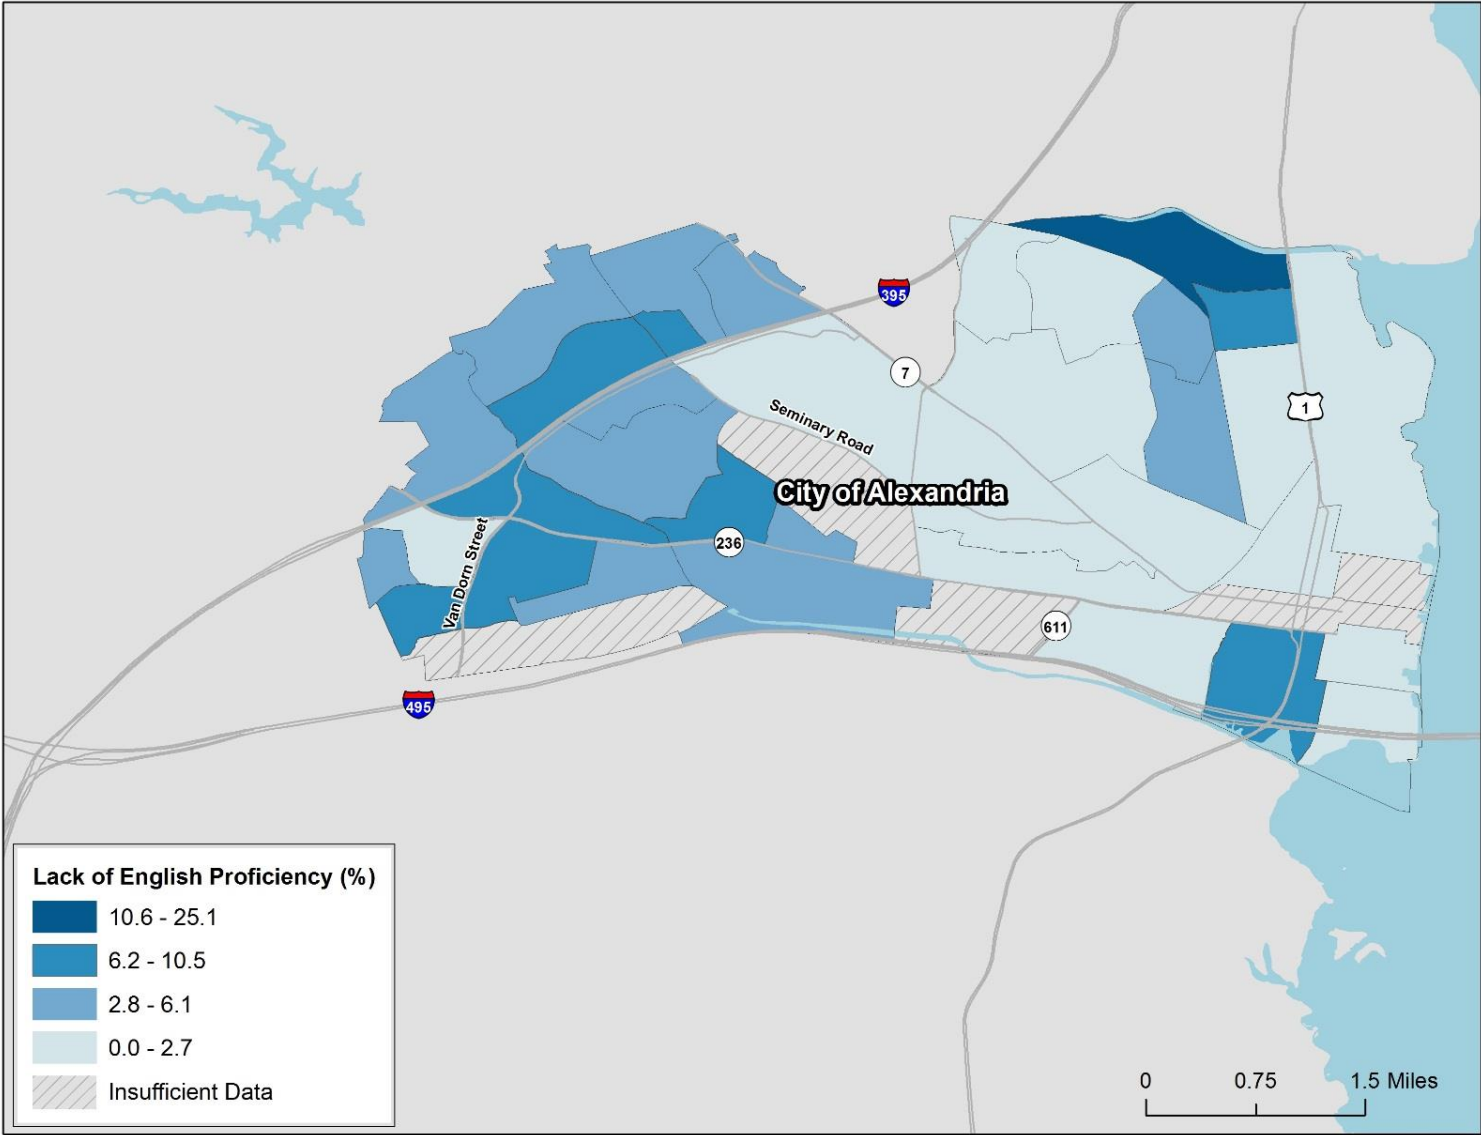 395
7
1
Seminary Road
City of Alexandria
236
Van Dorn Street
611
495
Lack of English Proficiency (%)
10.6 - 25.1
6.2 - 10.5
2.8 - 6.1
0.0 - 2.7
Insufficient Data
0 0.75 1.5 Miles